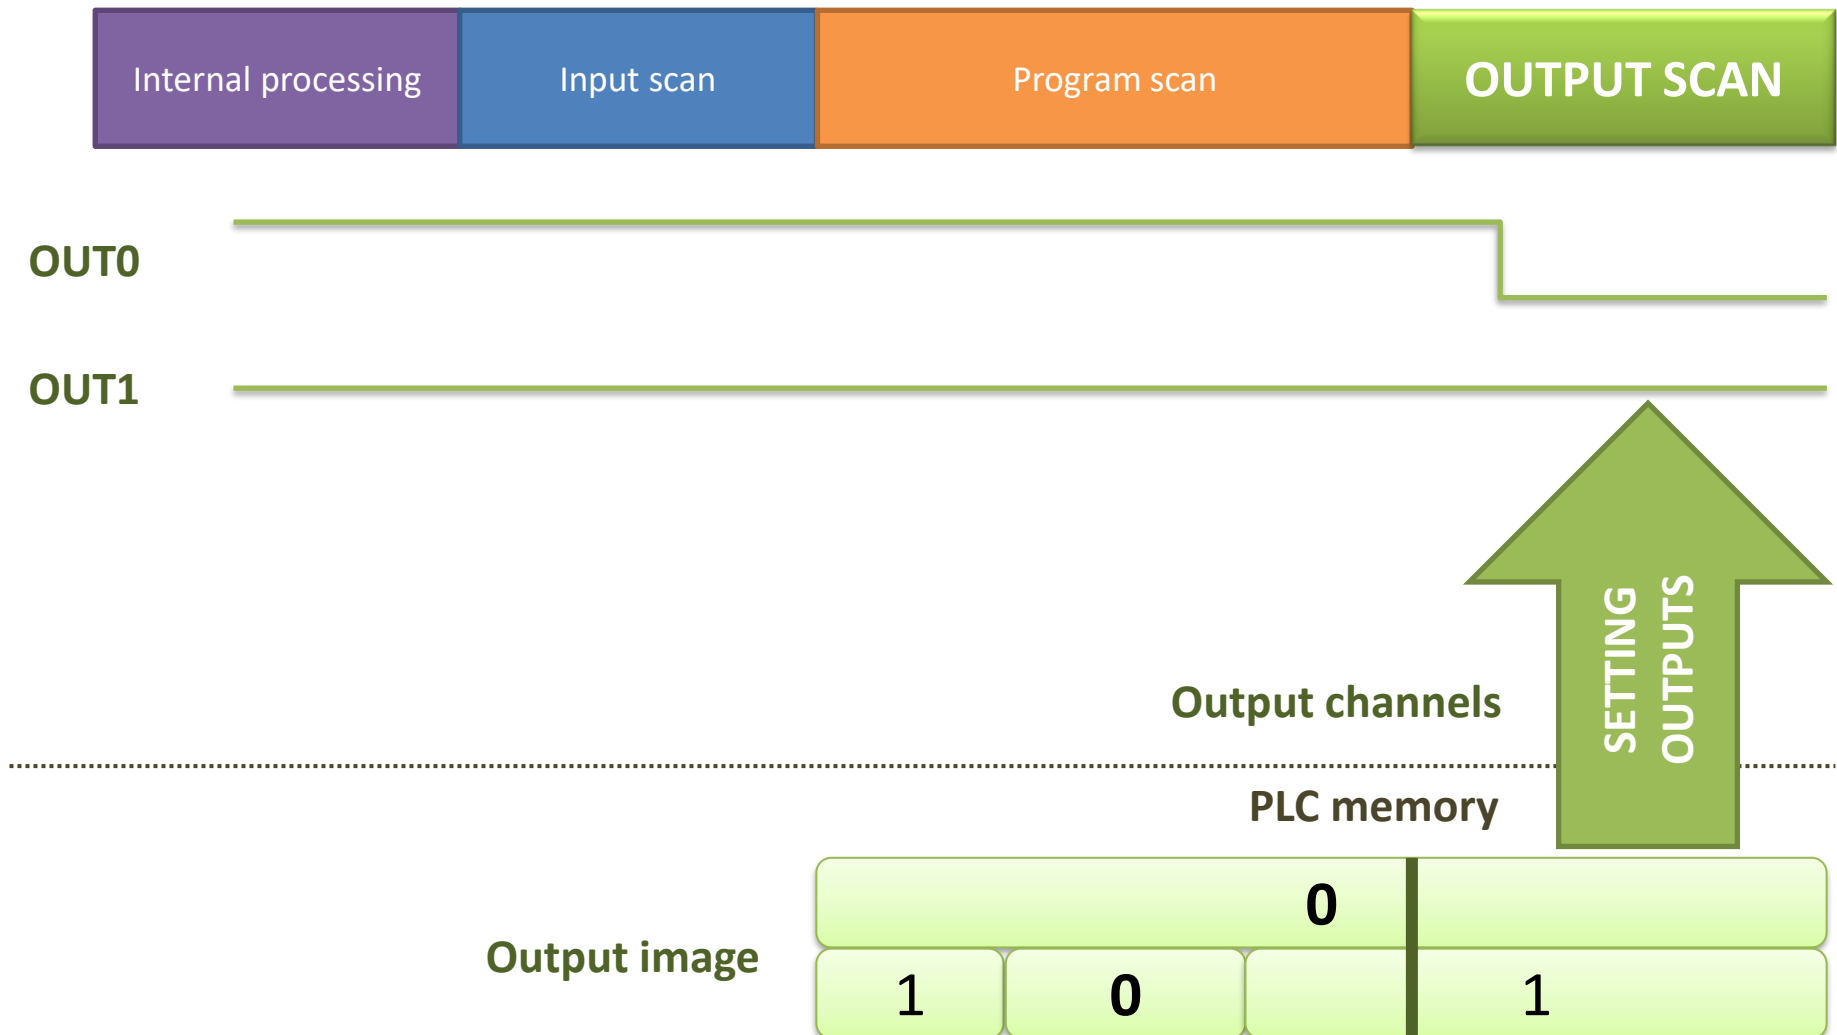 Internal processing Input scan Program scan OUTPUT SCAN
OUT0
OUT1
SETTING
OUTPUTS
Output channels
PLC memory
0
Output image
1 0 1